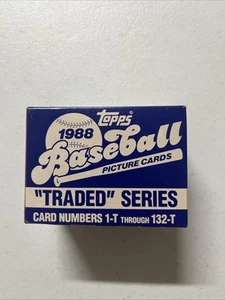 Topps
1988
Baseball
PICTURE CARDS
"TRADED" SERIES
CARD NUMBERS 1-T THROUGH 132-T